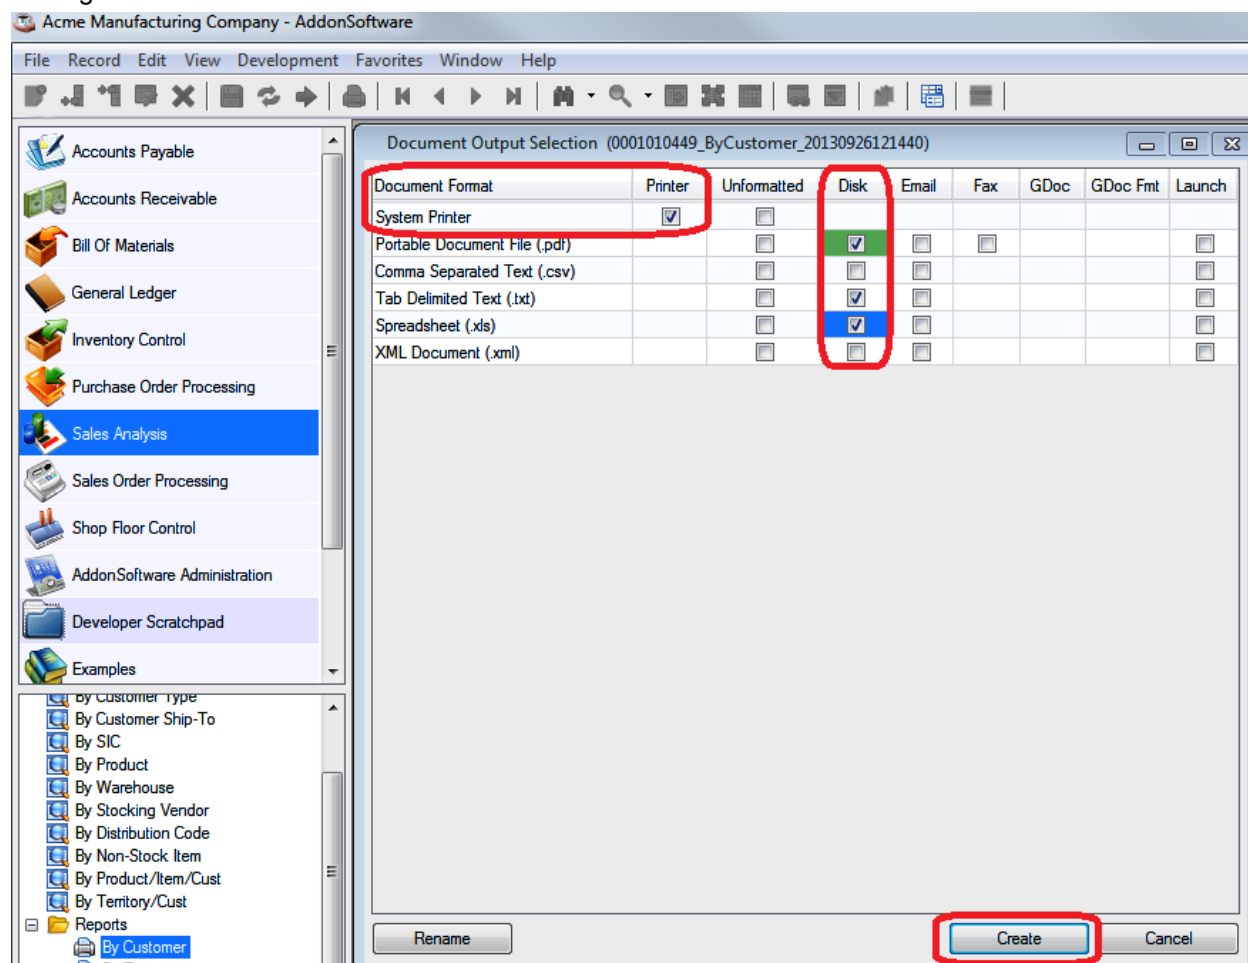 Acme Manufacturing Company - AddonSoftware
File Record Edit View Development Favorites Window Help
Accounts Payable
Accounts Receivable
Bill Of Materials
General Ledger
Inventory Control
Purchase Order Processing
Sales Analysis
Sales Order Processing
Shop Floor Control
AddonSoftware Administration
Developer Scratchpad
Examples
By Customer Type
By Customer Ship-To
By SIC
By Product
By Warehouse
By Stocking Vendor
By Distribution Code
By Non-Stock Item
By Product/Item/Cust
By Territory/Cust
Reports
By Customer
Document Output Selection (0001010449_ByCustomer_20130926121440)
Document Format Printer Unformatted Disk Email Fax GDoc GDoc Fmt Launch
System Printer
Portable Document File (.pdf)
Comma Separated Text (.csv)
Tab Delimited Text (.txt)
Spreadsheet (.xls)
XML Document (.xml)
Rename Create Cancel